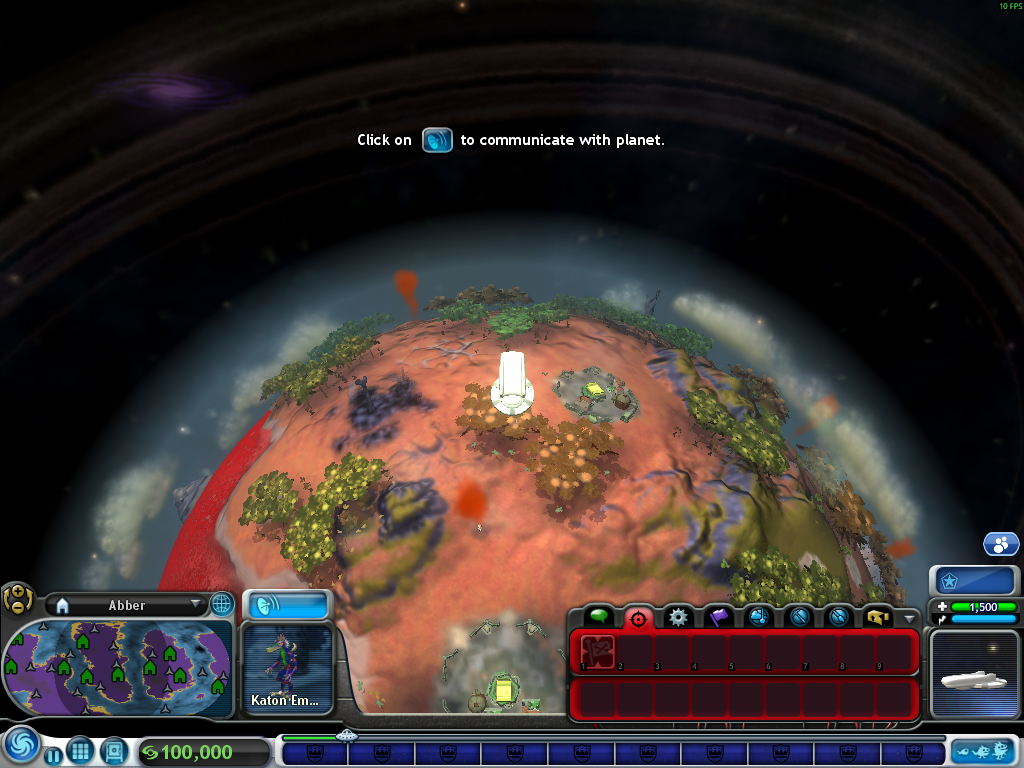 10 FPS
Click on to communicate with planet.
Abber
1,500
Katon Em...
1 2 3 4 5 6 7 8 9
100,000